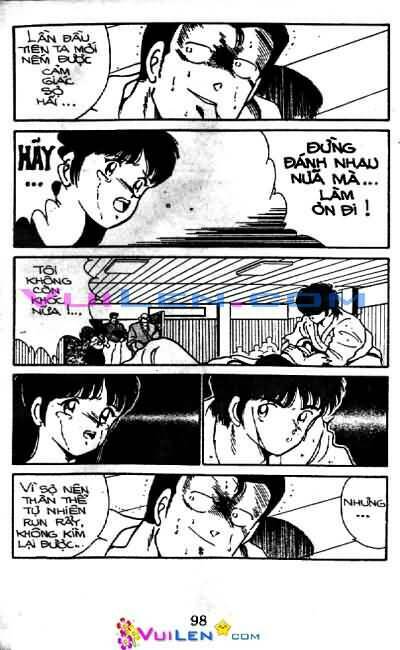 LẦN ĐẦU
TIÊN TA MỚI
NẾM ĐƯỢC
CẢM
GIÁC
SỢ
HÃI...
HÃY
...
ĐỪNG
ĐÁNH NHAU
NỮA MÀ...
LÀM
ƠN ĐI !
TÔI
KHÔNG
CÒN
KHÓC
NỮA !...
VUILEN.COM
VÌ SỢ NÊN
THÂN THỂ
TỰ NHIÊN
RUN RẨY,
KHÔNG KÌM
LẠI ĐƯỢC...
NHƯNG
...
98
VUILEN.COM